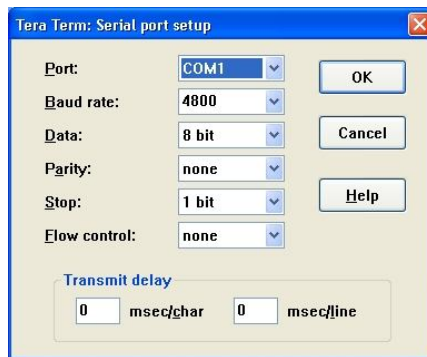 Tera Term: Serial port setup
Port: COM1 OK
Baud rate: 4800
Data: 8 bit Cancel
Parity: none
Stop: 1 bit Help
Flow control: none
Transmit delay
0 msec/char 0 msec/line